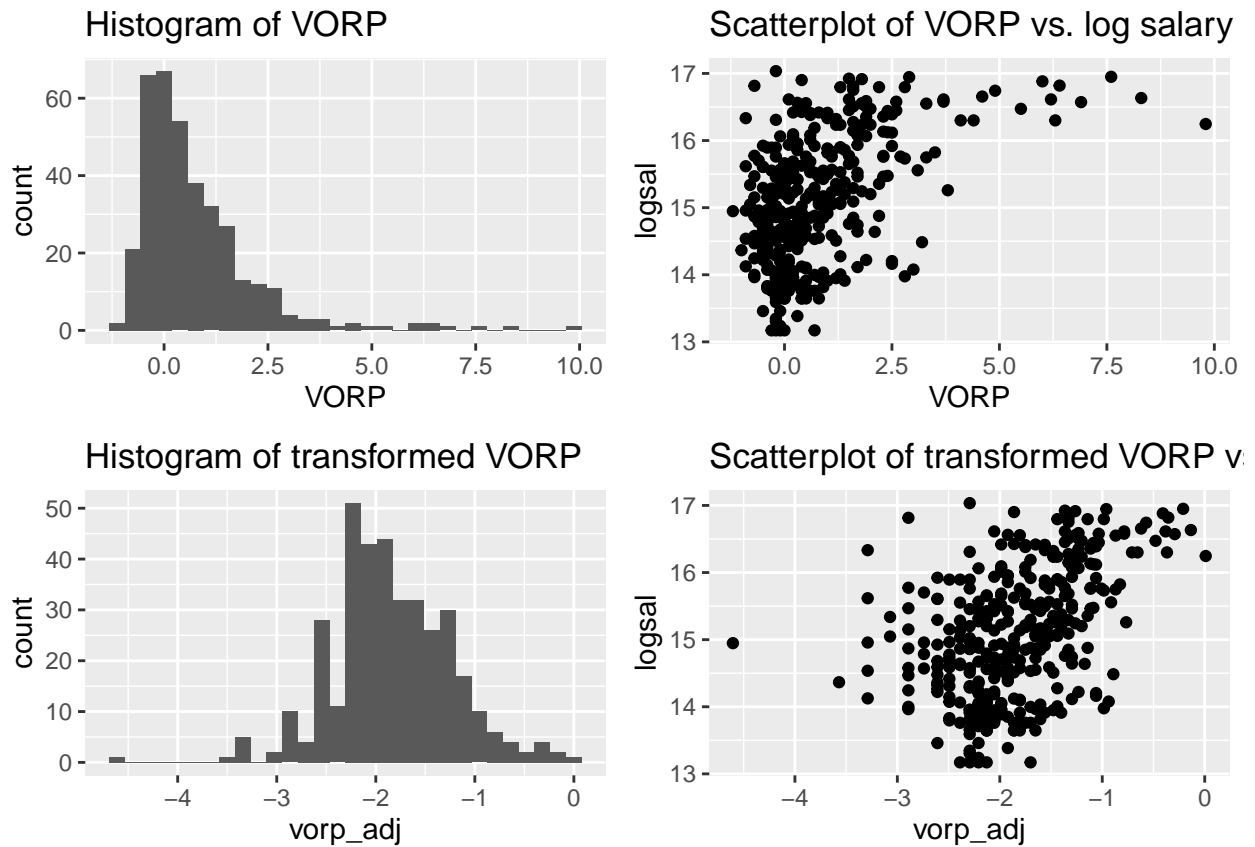 Histogram of VORP
60
40
20
0
count
0.0 2.5 5.0 7.5 10.0
VORP
Scatterplot of VORP vs. log salary
17
16
15
14
13
logsal
0.0 2.5 5.0 7.5 10.0
VORP
Histogram of transformed VORP
50
40
30
20
10
0
count
−4 −3 −2 −1 0
vorp_adj
Scatterplot of transformed VORP vs
17
16
15
14
13
logsal
−4 −3 −2 −1 0
vorp_adj